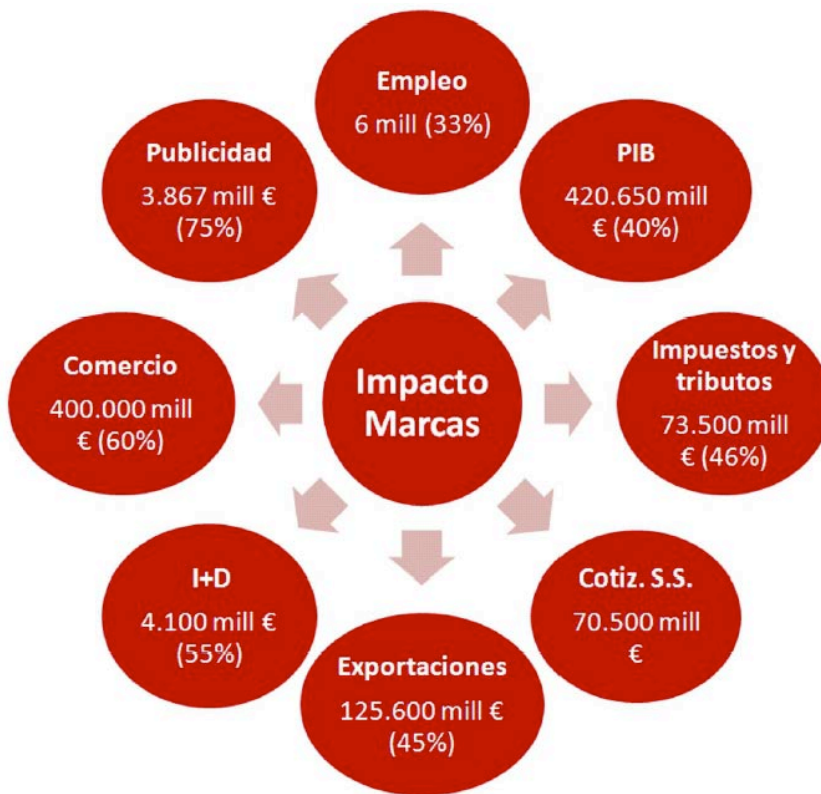 Empleo
6 mill (33%)
PIB
420.650 mill
€ (40%)
Impuestos y
tributos
73.500 mill
€ (46%)
Cotiz. S.S.
70.500 mill
€
Exportaciones
125.600 mill €
(45%)
I+D
4.100 mill €
(55%)
Comercio
400.000 mill
€ (60%)
Publicidad
3.867 mill €
(75%)
Impacto
Marcas